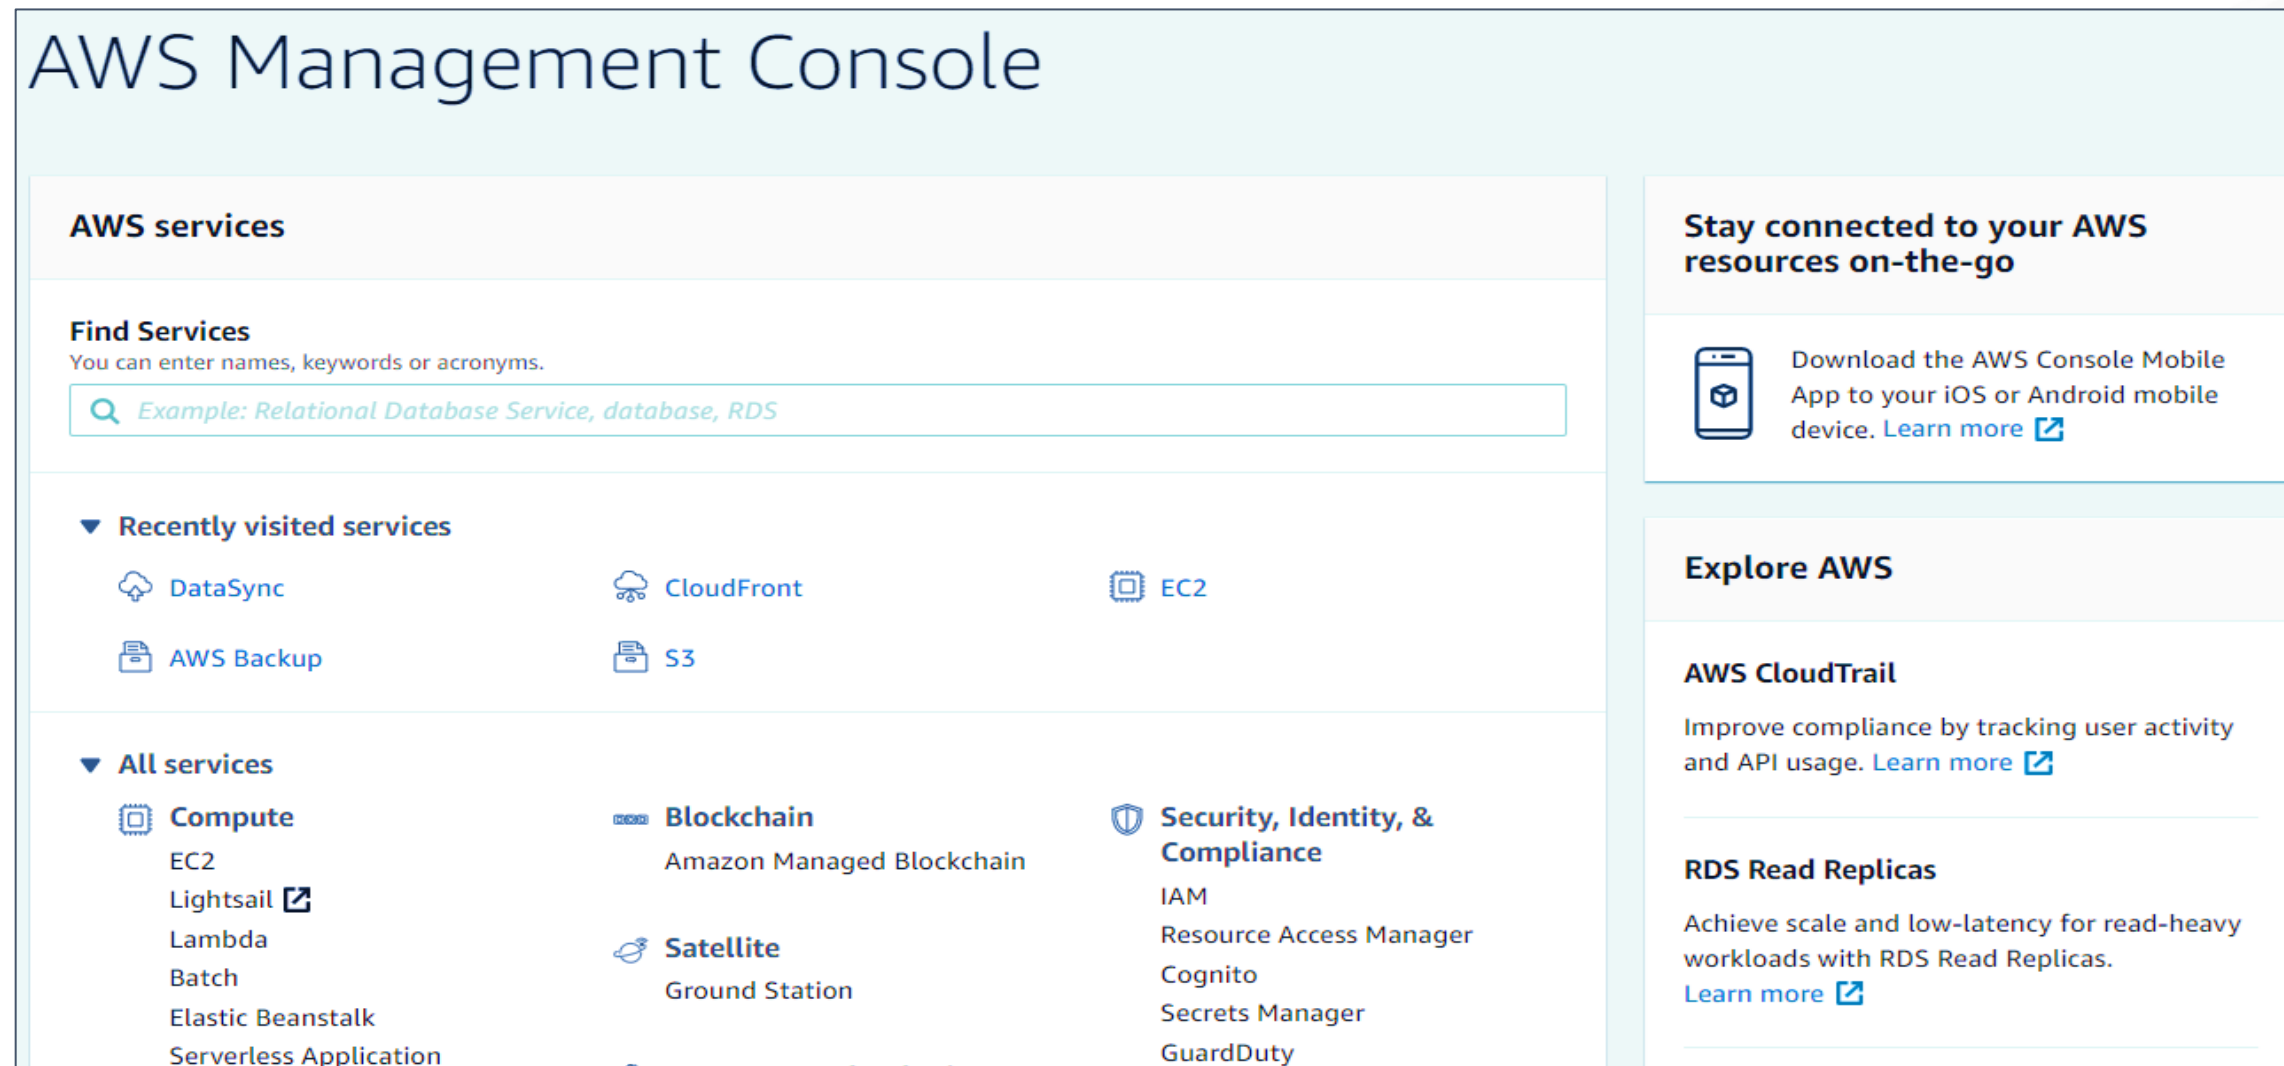 AWS Management Console
AWS services
Find Services
You can enter names, keywords or acronyms.
Example: Relational Database Service, database, RDS
Recently visited services
DataSync
CloudFront
EC2
AWS Backup
S3
All services
Compute
EC2
Lightsail
Lambda
Batch
Elastic Beanstalk
Serverless Application
Blockchain
Amazon Managed Blockchain
Satellite
Ground Station
Security, Identity, &
Compliance
IAM
Resource Access Manager
Cognito
Secrets Manager
GuardDuty
Stay connected to your AWS
resources on-the-go
Download the AWS Console Mobile
App to your iOS or Android mobile
device. Learn more
Explore AWS
AWS CloudTrail
Improve compliance by tracking user activity
and API usage. Learn more
RDS Read Replicas
Achieve scale and low-latency for read-heavy
workloads with RDS Read Replicas.
Learn more